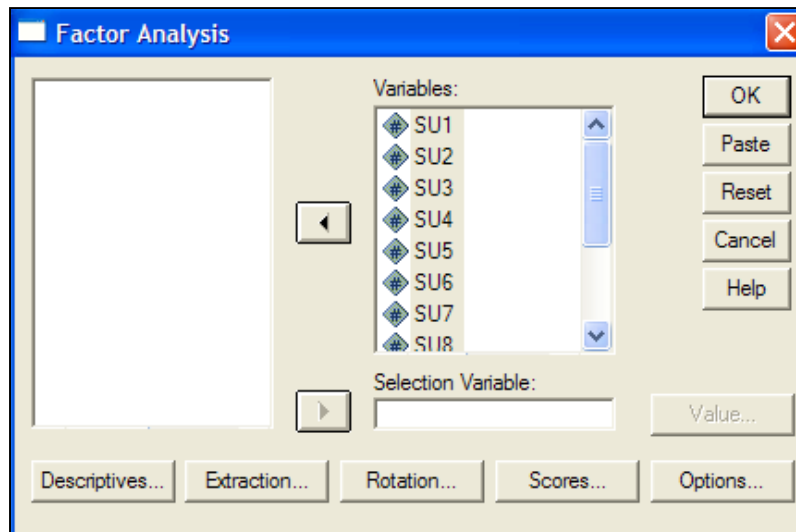 Factor Analysis
Variables:
# SU1
# SU2
# SU3
# SU4
# SU5
# SU6
# SU7
# SU8
OK
Paste
Reset
Cancel
Help
Selection Variable:
Value...
Descriptives... Extraction... Rotation... Scores... Options...